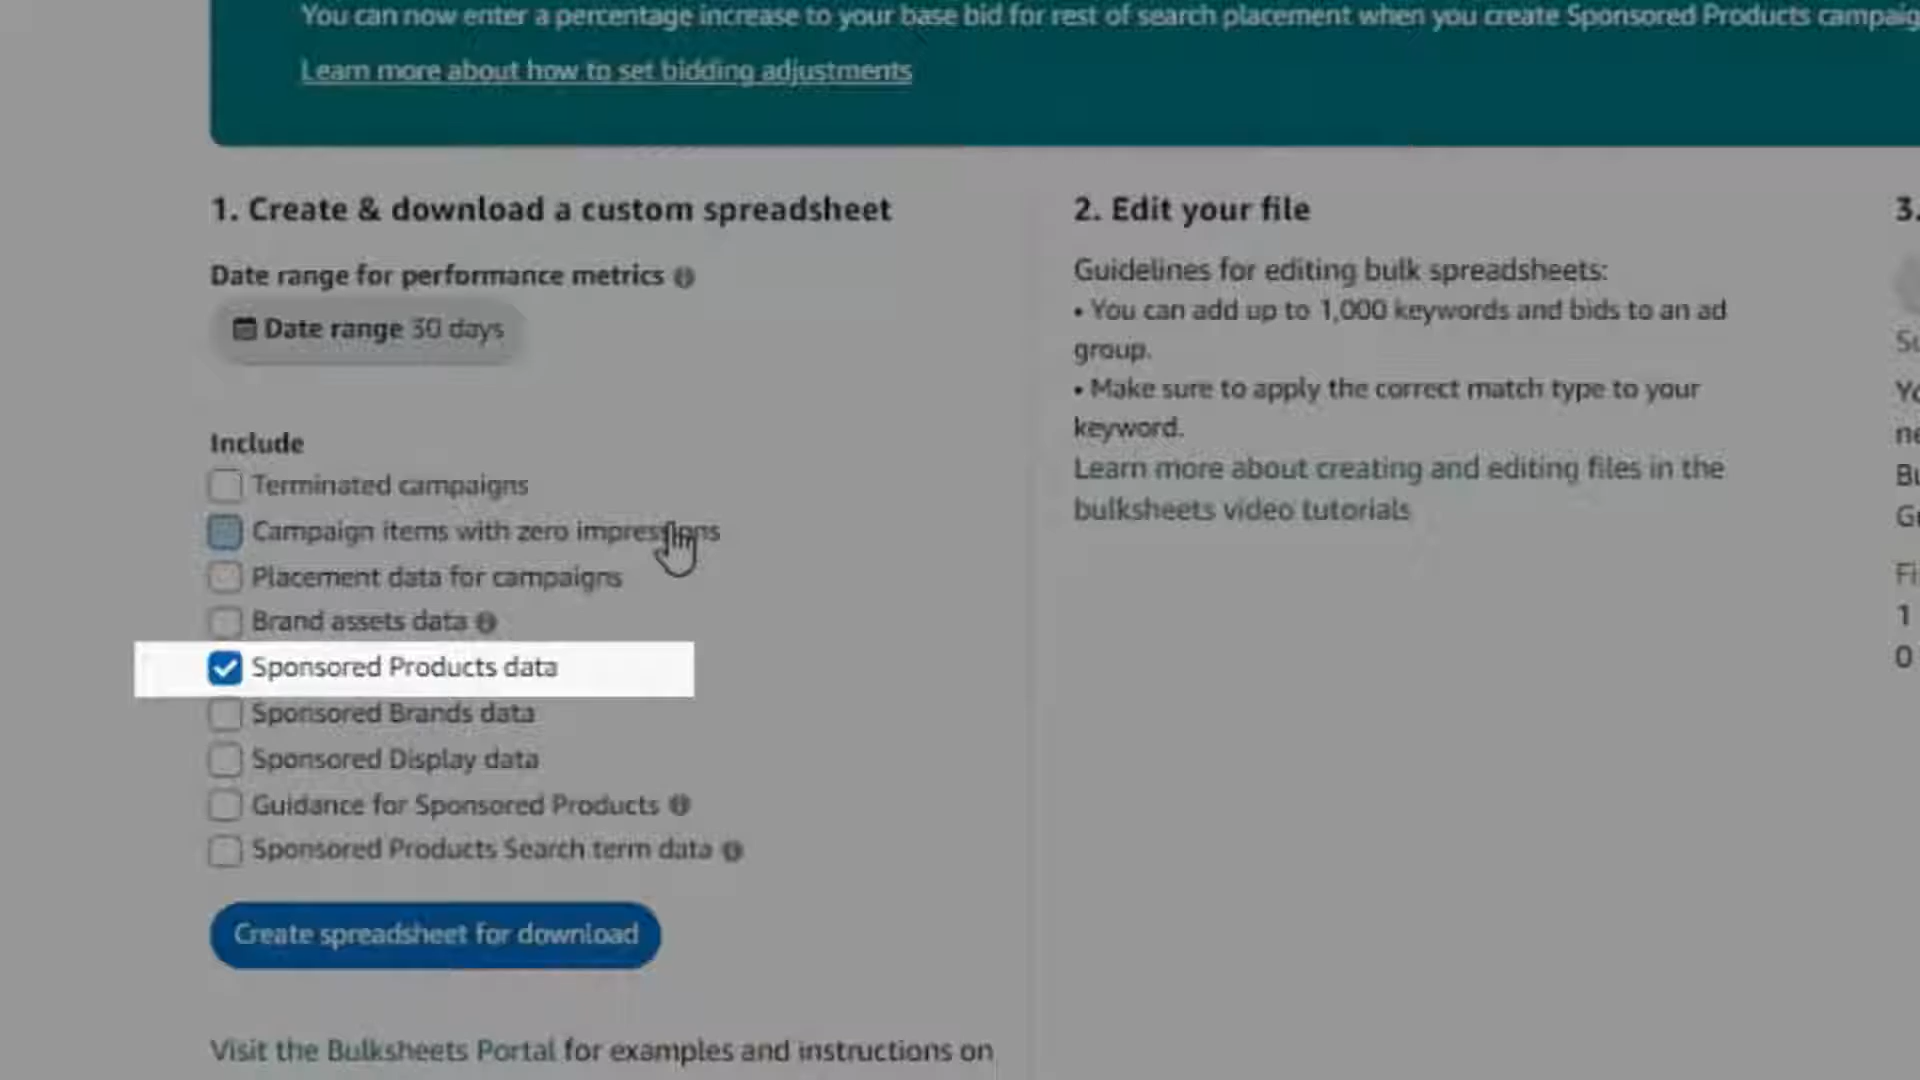 You can now enter a percentage increase to your base bid for rest of search placement when you create Sponsored Products
Learn more about how to set bidding adjustments
1. Create & download a custom spreadsheet
Date range for performance metrics
Date range 30 days
Include
Terminated campaigns
Campaign items with zero impressions
Placement data for campaigns
Brand assets data
Sponsored Products data
Sponsored Brands data
Sponsored Display data
Guidance for Sponsored Products
Sponsored Products Search term data
Create spreadsheet for download
Visit the Bulksheets Portal for examples and instructions on
2. Edit your file
Guidelines for editing bulk spreadsheets:
• You can add up to 1,000 keywords and bids to an ad
group.
• Make sure to apply the correct match type to your
keyword.
Learn more about creating and editing files in the
bulksheets video tutorials
3.
1
0